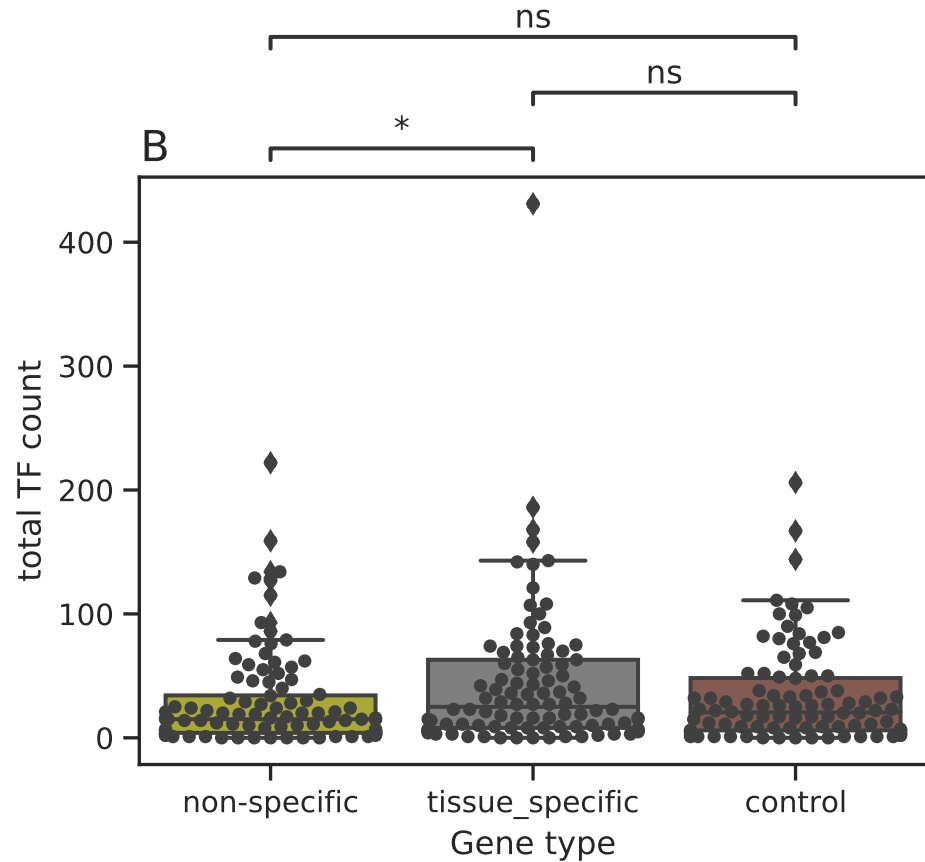 ns
ns
*
B
400
300
200
100
0
total TF count
non-specific tissue_specific control
Gene type